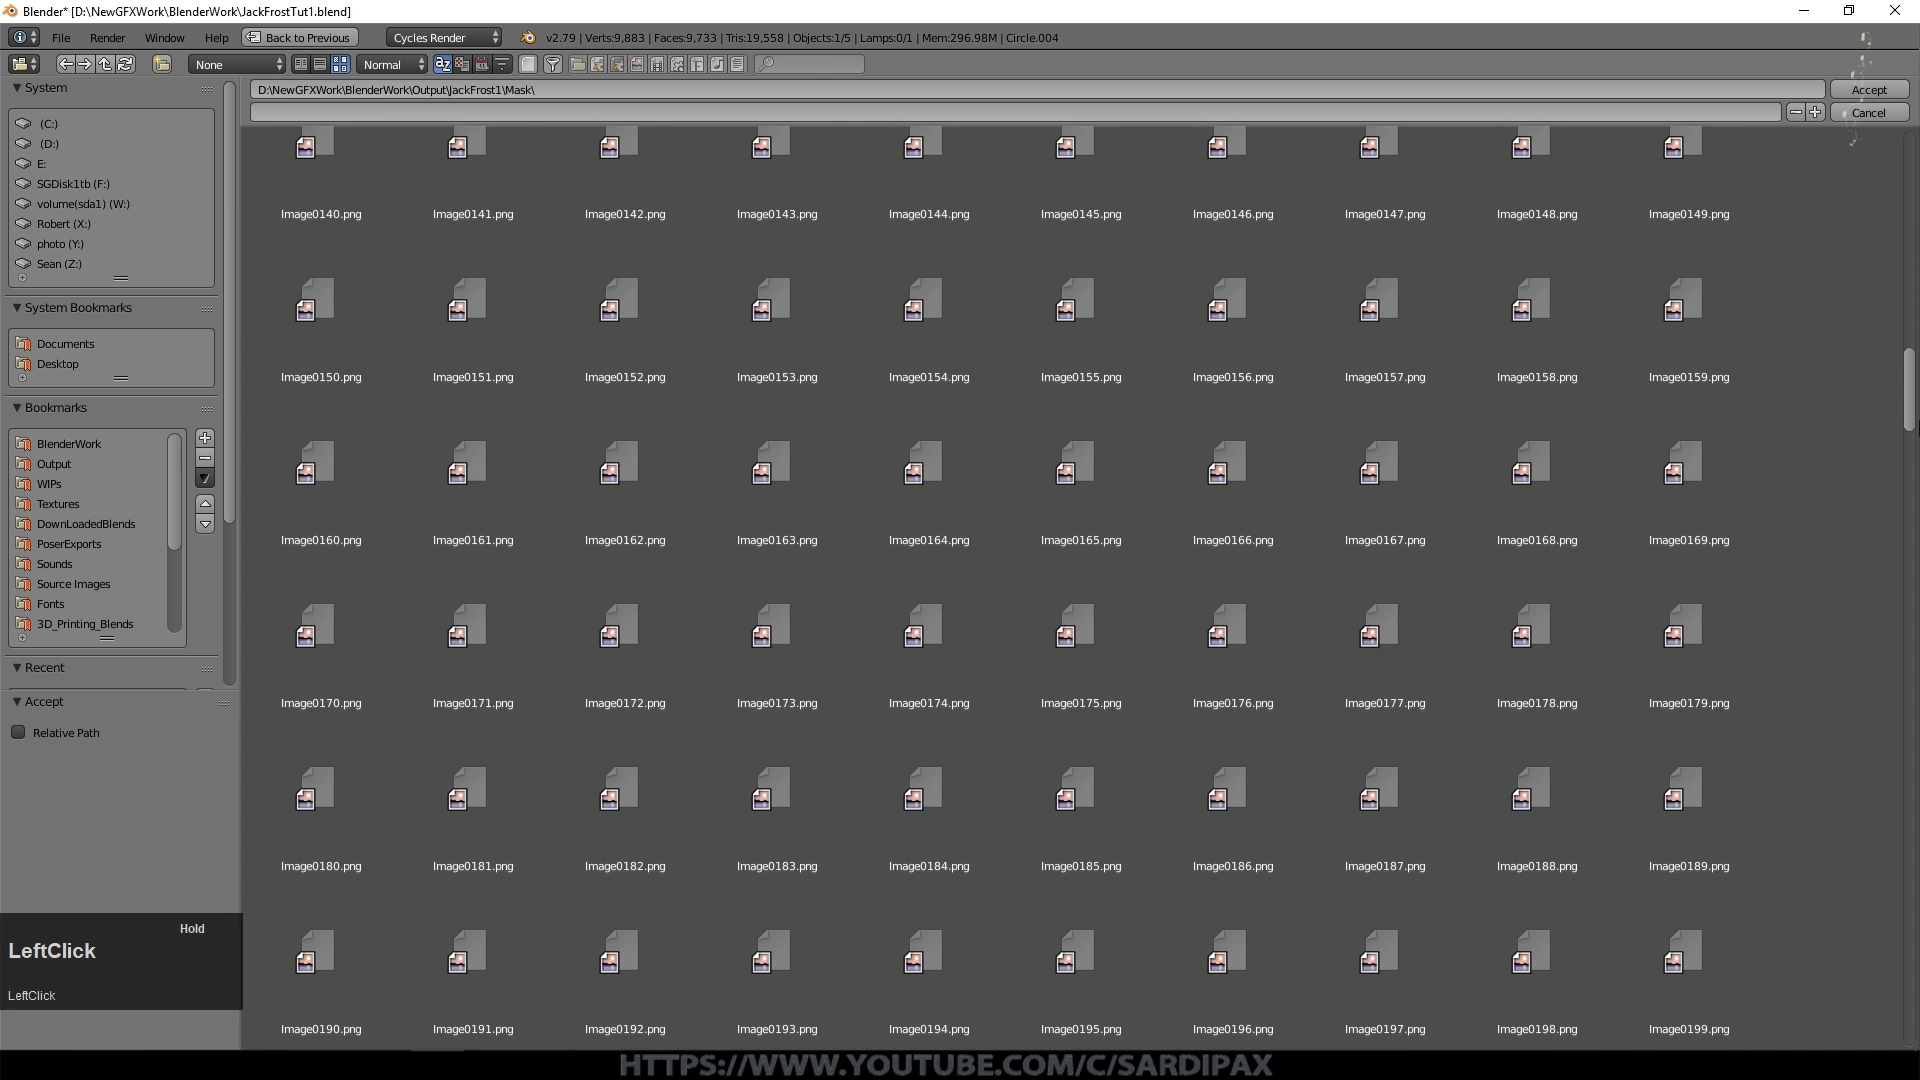 Blender* [D:\NewGFXWork\BlenderWork\JackFrostTut1.blend]
File Render Window Help Back to Previous Cycles Render v2.79 | Verts:9,883 | Faces:9,733 | Tris:19,558 | Objects:1/5 | Lamps:0/1 | Mem:296.98M | Circle.004
None Normal
System
(C:)
(D:)
E:
SGDisk1tb (F:)
volume(sda1) (W:)
Robert (X:)
photo (Y:)
Sean (Z:)
System Bookmarks
Documents
Desktop
Bookmarks
BlenderWork
Output
WIPs
Textures
DownLoadedBlends
PoserExports
Sounds
Source Images
Fonts
3D_Printing_Blends
Recent
Accept
Relative Path
Hold
LeftClick
LeftClick
D:\NewGFXWork\BlenderWork\Output\JackFrost1\Mask\
Accept
Cancel
Image0140.png Image0141.png Image0142.png Image0143.png Image0144.png Image0145.png Image0146.png Image0147.png Image0148.png Image0149.png
Image0150.png Image0151.png Image0152.png Image0153.png Image0154.png Image0155.png Image0156.png Image0157.png Image0158.png Image0159.png
Image0160.png Image0161.png Image0162.png Image0163.png Image0164.png Image0165.png Image0166.png Image0167.png Image0168.png Image0169.png
Image0170.png Image0171.png Image0172.png Image0173.png Image0174.png Image0175.png Image0176.png Image0177.png Image0178.png Image0179.png
Image0180.png Image0181.png Image0182.png Image0183.png Image0184.png Image0185.png Image0186.png Image0187.png Image0188.png Image0189.png
Image0190.png Image0191.png Image0192.png Image0193.png Image0194.png Image0195.png Image0196.png Image0197.png Image0198.png Image0199.png
HTTPS://WWW.YOUTUBE.COM/C/SARDIPAX